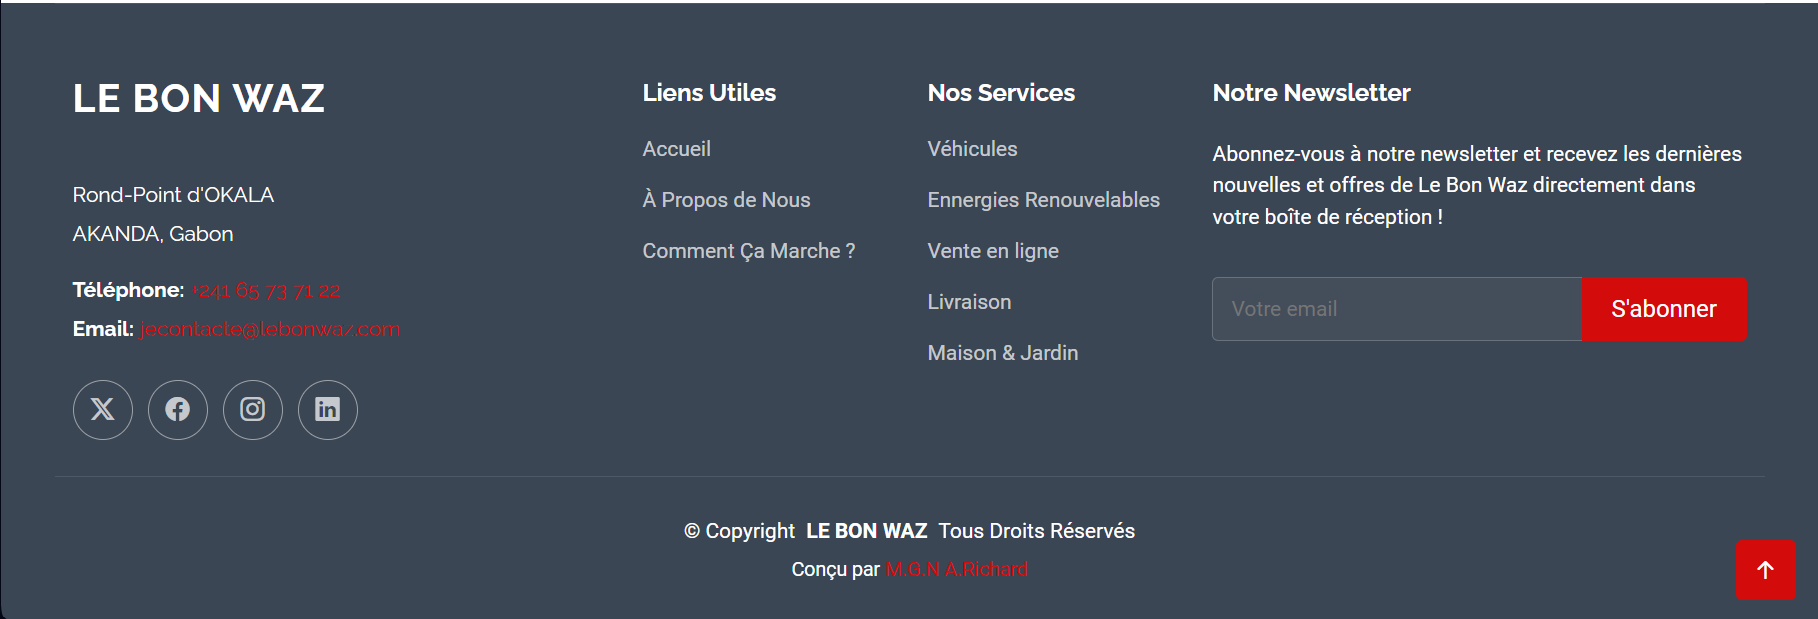 LE BON WAZ
Rond-Point d'OKALA
AKANDA, Gabon
Téléphone: +241 65 73 71 22
Email: jecontacte@lebonwaz.com
Liens Utiles
Accueil
À Propos de Nous
Comment Ça Marche ?
Nos Services
Véhicules
Ennergies Renouvelables
Vente en ligne
Livraison
Maison & Jardin
Notre Newsletter
Abonnez-vous à notre newsletter et recevez les dernières
nouvelles et offres de Le Bon Waz directement dans
votre boîte de réception !
Votre email
S'abonner
© Copyright LE BON WAZ Tous Droits Réservés
Conçu par M.G.N A.Richard